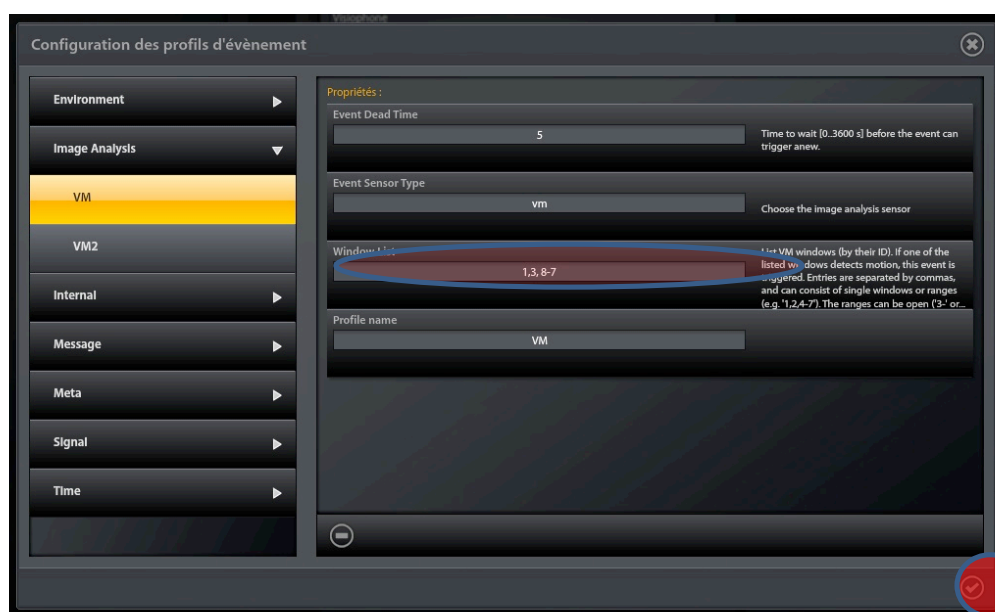 Visiophone
Configuration des profils d'évènement
Environment
Image Analysis
VM
VM2
Internal
Message
Meta
Signal
Time
Propriétés :
Event Dead Time
5
Time to wait [0..3600 s] before the event can
trigger anew.
Event Sensor Type
vm
Choose the image analysis sensor
Window List
1,3, 8-7
List VM windows (by their ID). If one of the
listed windows detects motion, this event is
triggered. Entries are separated by commas,
and can consist of single windows or ranges
(e.g. '1,2,4-7'). The ranges can be open ('3-' or...
Profile name
VM